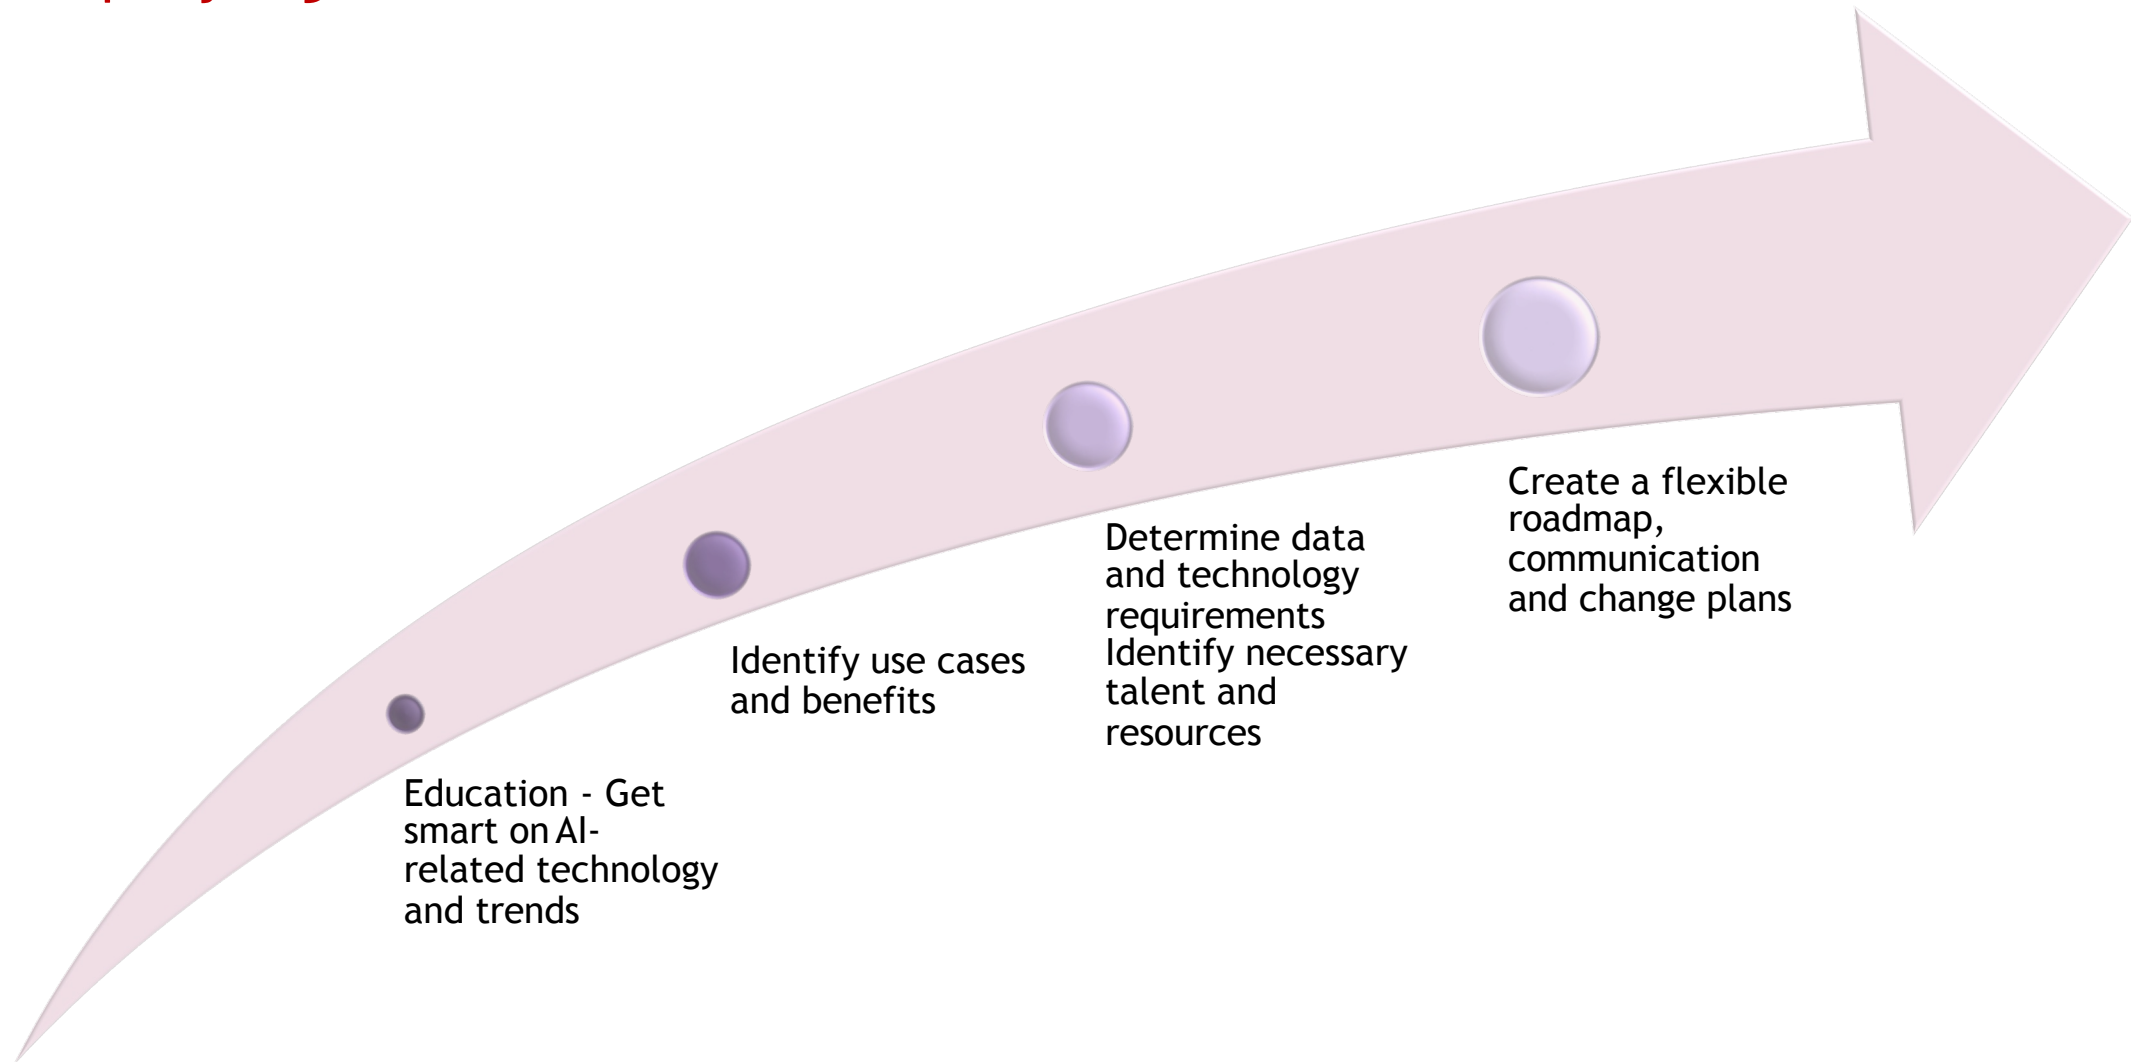 Education - Get
smart on AI-
related technology
and trends
Identify use cases
and benefits
Determine data
and technology
requirements
Identify necessary
talent and
resources
Create a flexible
roadmap,
communication
and change plans